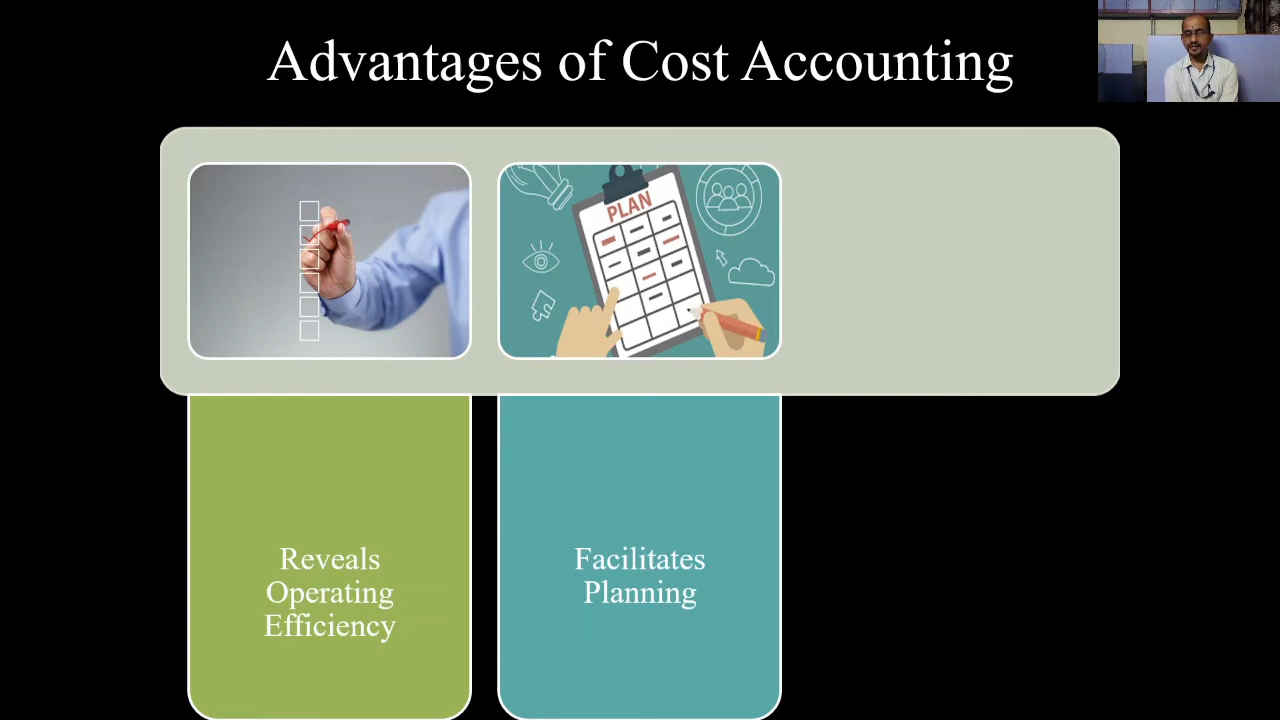 Advantages of Cost Accounting
PLAN
Reveals
Operating
Efficiency
Facilitates
Planning